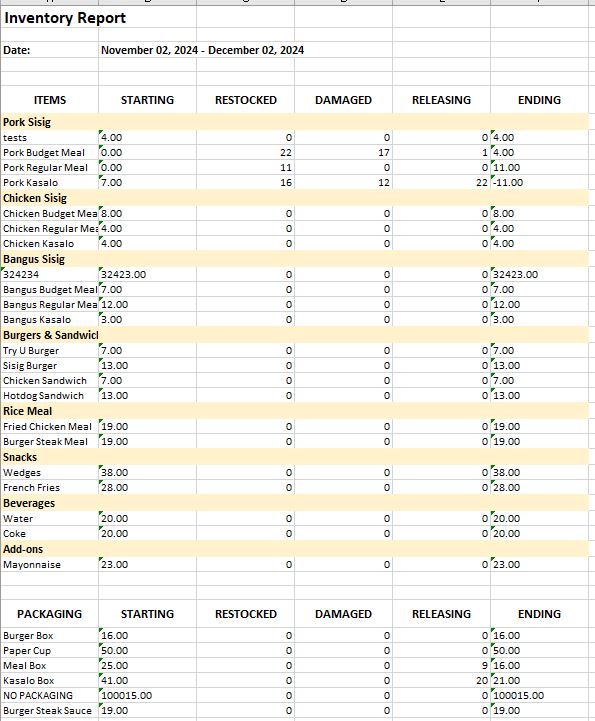 Inventory Report
Date: November 02, 2024 - December 02, 2024
ITEMS STARTING RESTOCKED DAMAGED RELEASING ENDING
Pork Sisig
tests 4.00 0 0 0 4.00
Pork Budget Meal 0.00 22 17 1 4.00
Pork Regular Meal 0.00 11 0 0 11.00
Pork Kasalo 7.00 16 12 22 -11.00
Chicken Sisig
Chicken Budget Mea 8.00 0 0 0 8.00
Chicken Regular Mea 4.00 0 0 0 4.00
Chicken Kasalo 4.00 0 0 0 4.00
Bangus Sisig
324234 32423.00 0 0 0 32423.00
Bangus Budget Meal 7.00 0 0 0 7.00
Bangus Regular Mea 12.00 0 0 0 12.00
Bangus Kasalo 3.00 0 0 0 3.00
Burgers & Sandwich
Try U Burger 7.00 0 0 0 7.00
Sisig Burger 13.00 0 0 0 13.00
Chicken Sandwich 7.00 0 0 0 7.00
Hotdog Sandwich 13.00 0 0 0 13.00
Rice Meal
Fried Chicken Meal 19.00 0 0 0 19.00
Burger Steak Meal 19.00 0 0 0 19.00
Snacks
Wedges 38.00 0 0 0 38.00
French Fries 28.00 0 0 0 28.00
Beverages
Water 20.00 0 0 0 20.00
Coke 20.00 0 0 0 20.00
Add-ons
Mayonnaise 23.00 0 0 0 23.00
PACKAGING STARTING RESTOCKED DAMAGED RELEASING ENDING
Burger Box 16.00 0 0 0 16.00
Paper Cup 50.00 0 0 0 50.00
Meal Box 25.00 0 0 9 16.00
Kasalo Box 41.00 0 0 20 21.00
NO PACKAGING 100015.00 0 0 0 100015.00
Burger Steak Sauce 19.00 0 0 0 19.00